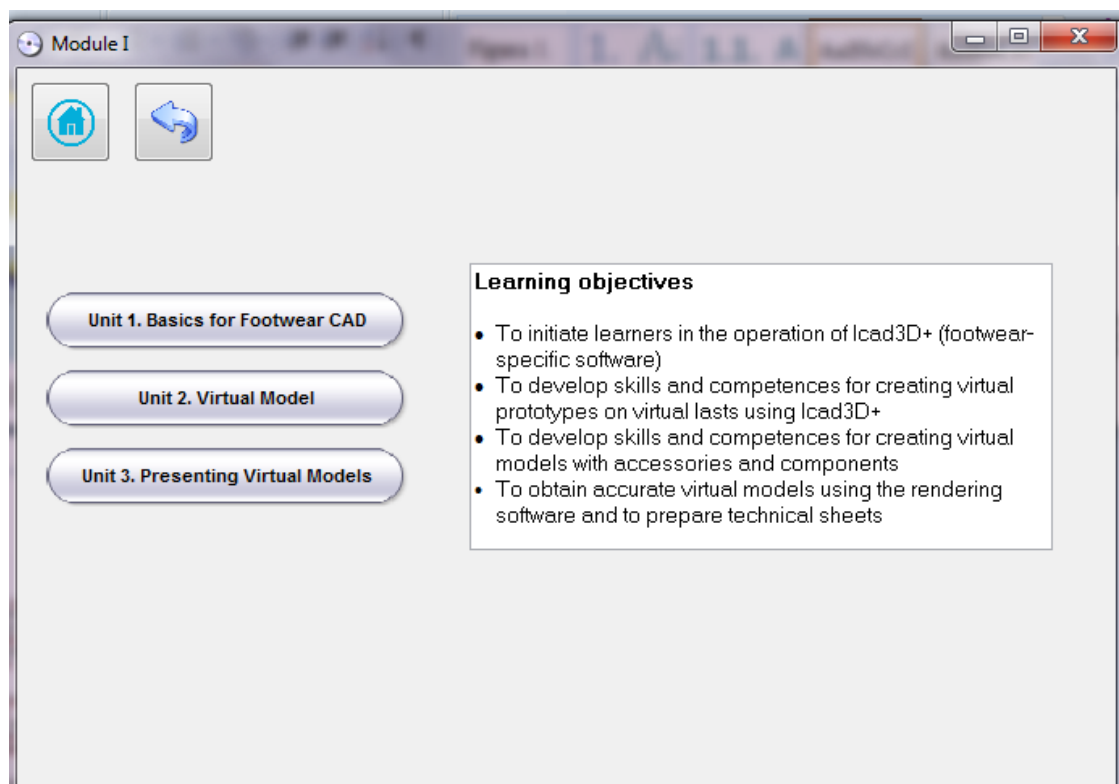 Module I
Unit 1. Basics for Footwear CAD
Unit 2. Virtual Model
Unit 3. Presenting Virtual Models
Learning objectives
• To initiate learners in the operation of Icad3D+ (footwear-
specific software)
• To develop skills and competences for creating virtual
prototypes on virtual lasts using Icad3D+
• To develop skills and competences for creating virtual
models with accessories and components
• To obtain accurate virtual models using the rendering
software and to prepare technical sheets